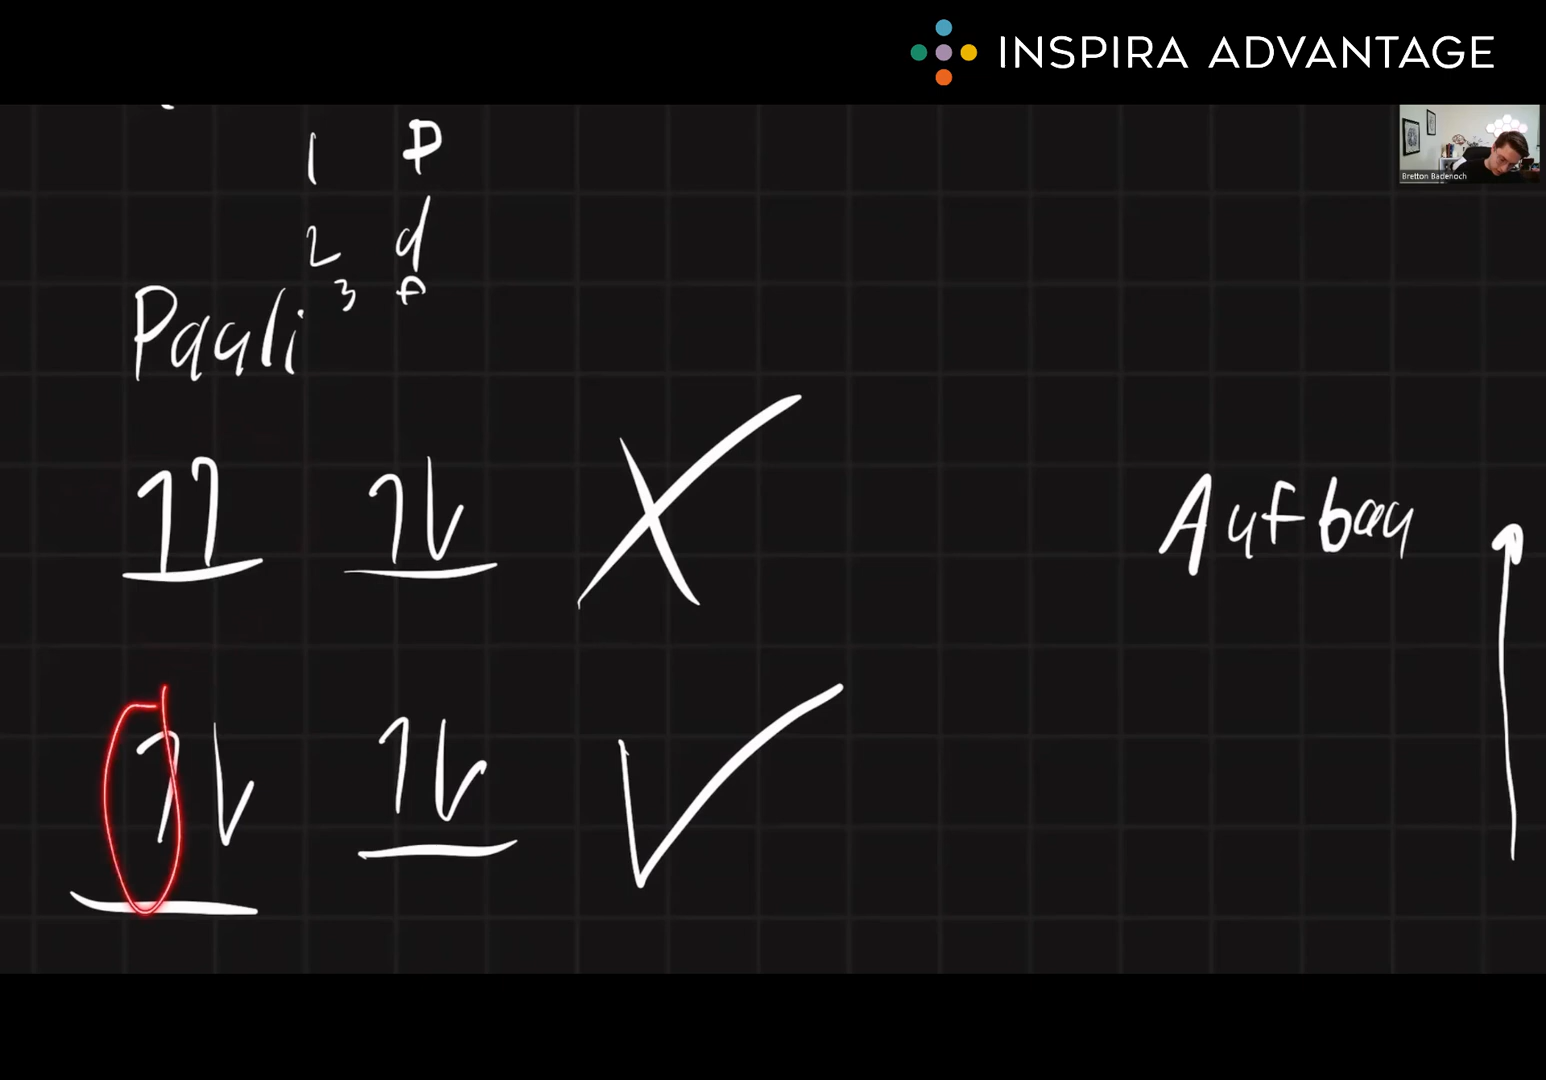 INSPIRA ADVANTAGE
Bretton Badenoch
1 p
2 d
3 f
Pauli
Aufbau